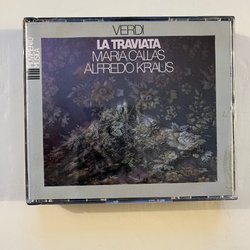 VERDI
LA TRAVIATA
MARIA CALLAS
ALFREDO KRAUS